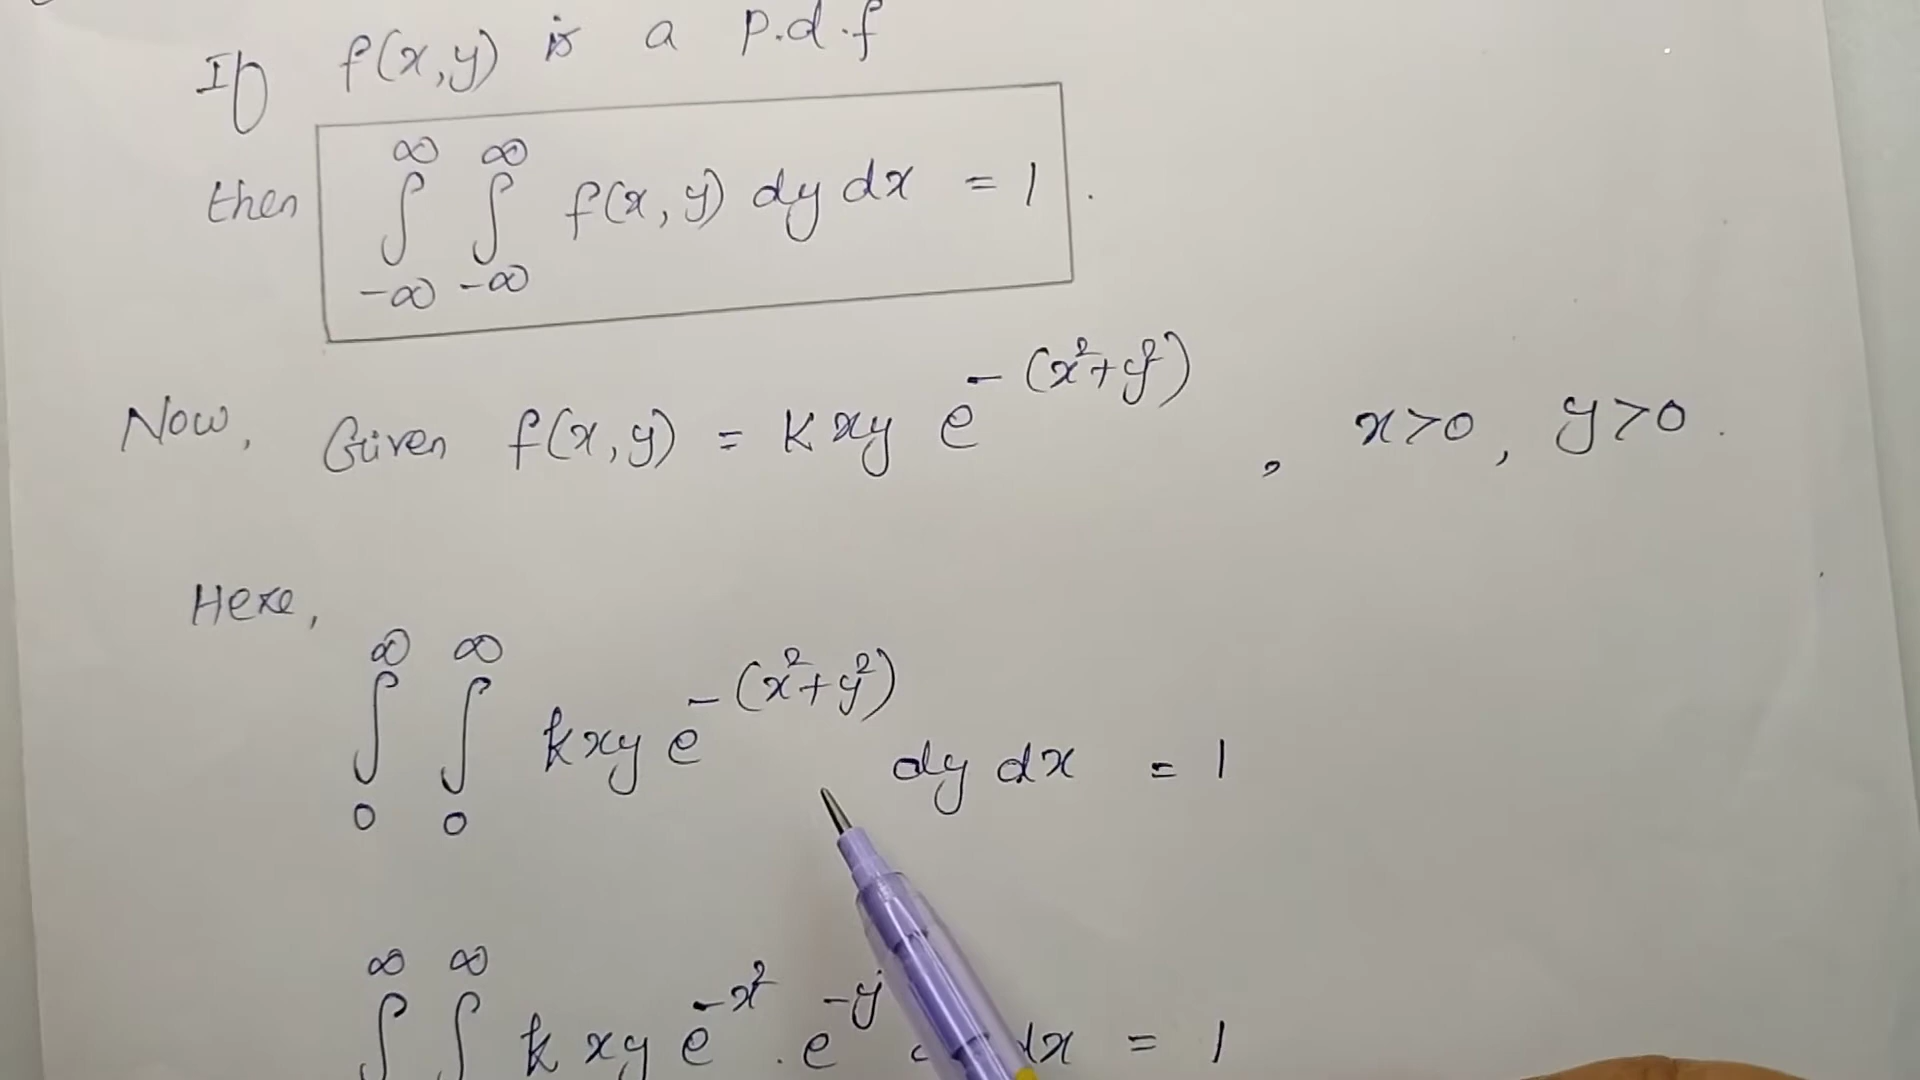 If f(x,y) is a p.d.f
then ∫_{-∞}^{∞} ∫_{-∞}^{∞} f(x,y) dy dx = 1.
Now, Given f(x,y) = k xy e^{-(x²+y²)}, x>0, y>0.
Here,
∫_0^∞ ∫_0^∞ kxy e^{-(x²+y²)} dy dx = 1
∫^∞ ∫^∞ k xy e^{-x²} . e^{-y} dx = 1